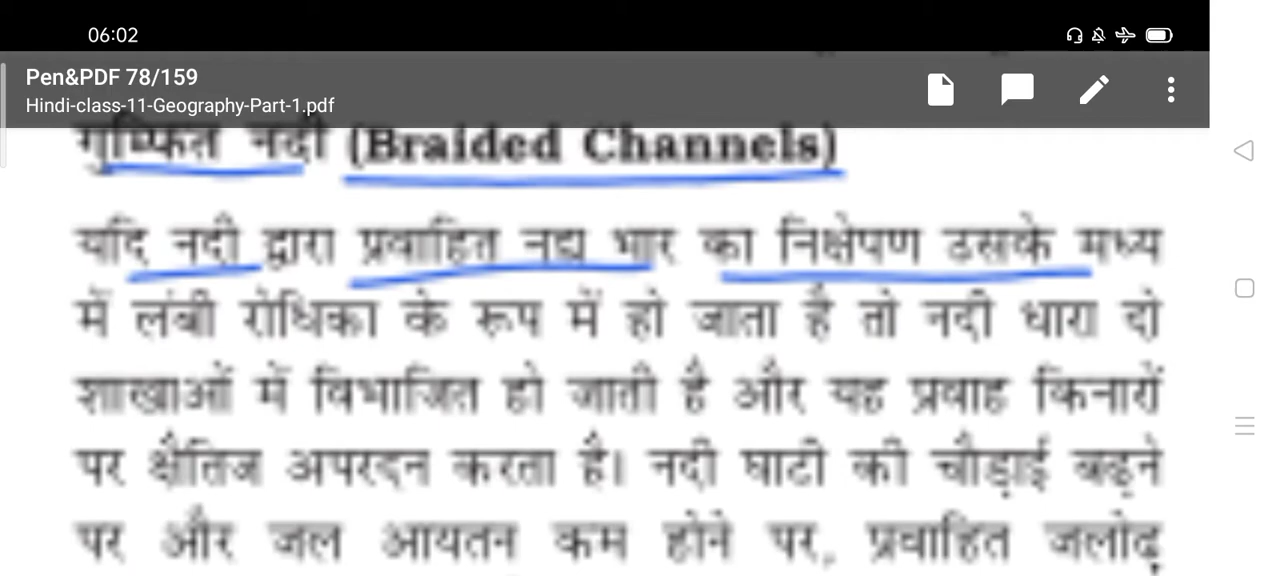 06:02
Pen&PDF 78/159
Hindi-class-11-Geography-Part-1.pdf
गुम्फित नदी (Braided Channels)
यदि नदी द्वारा प्रवाहित नद्य भार का निक्षेपण उसके मध्य
में लंबी रोधिका के रूप में हो जाता है तो नदी धारा दो
शाखाओं में विभाजित हो जाती है और यह प्रवाह किनारों
पर क्षैतिज अपरदन करता है। नदी घाटी की चौड़ाई बढ़ने
पर और जल आयतन कम होने पर, प्रवाहित जलोढ़